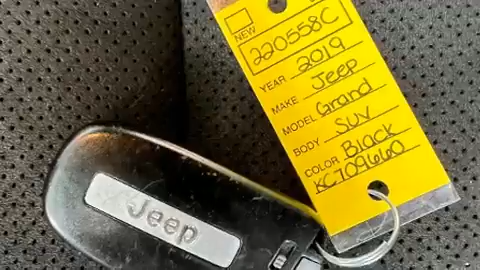 NEW
220558C
YEAR 2019
MAKE Jeep
MODEL Grand
BODY SUV
COLOR Black
KC709660
Jeep